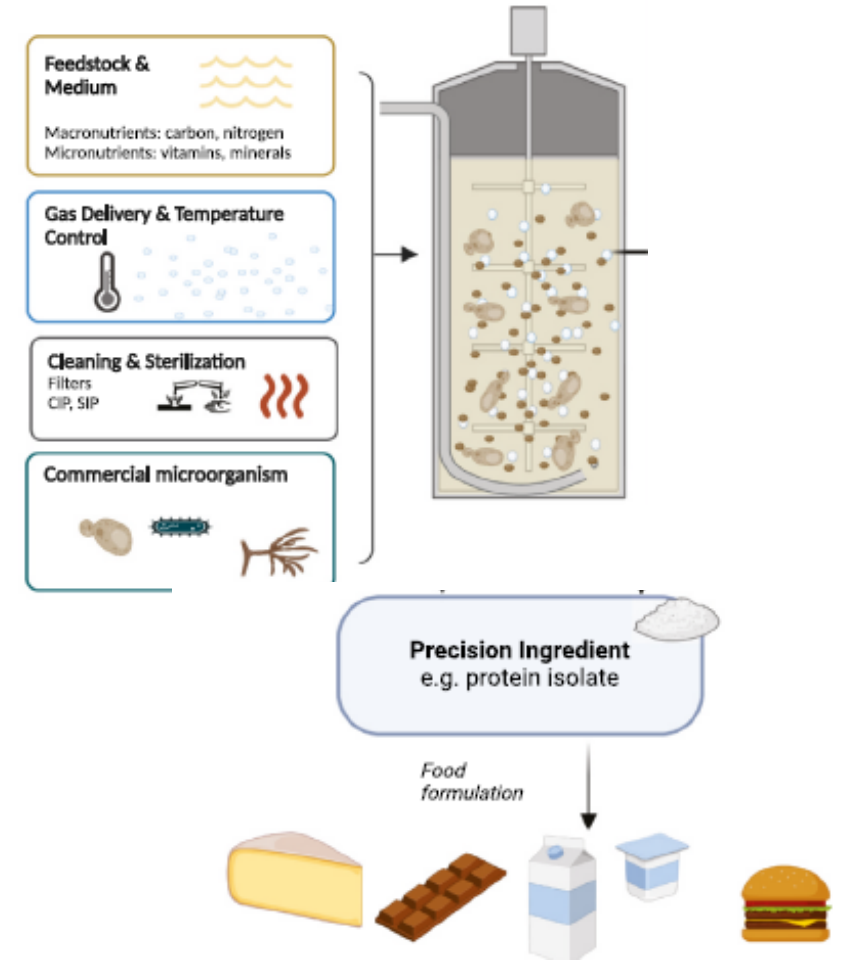 Feedstock &
Medium
Macronutrients: carbon, nitrogen
Micronutrients: vitamins, minerals
Gas Delivery & Temperature
Control
Cleaning & Sterilization
Filters
CIP, SIP
Commercial microorganism
Precision Ingredient
e.g. protein isolate
Food
formulation